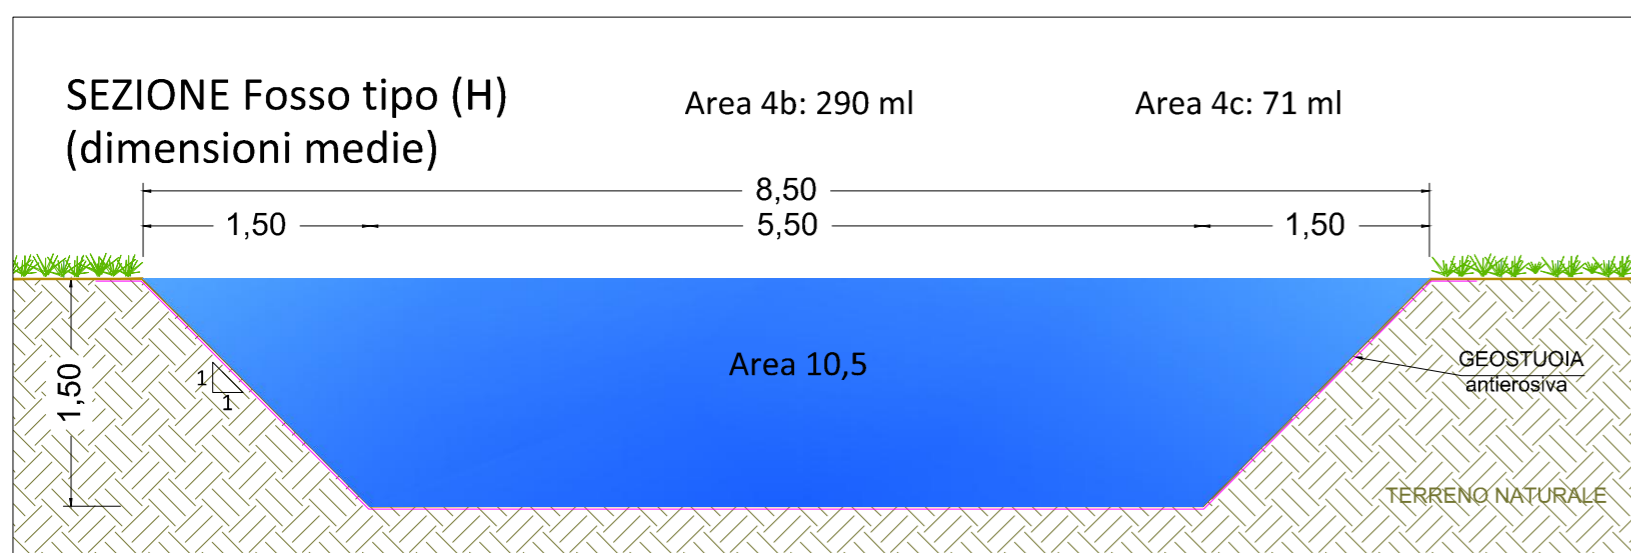 SEZIONE Fosso tipo (H)
(dimensioni medie)
Area 4b: 290 ml
Area 4c: 71 ml
8,50
1,50
5,50
1,50
1,50
1
1
Area 10,5
GEOSTUOIA
antierosiva
TERRENO NATURALE